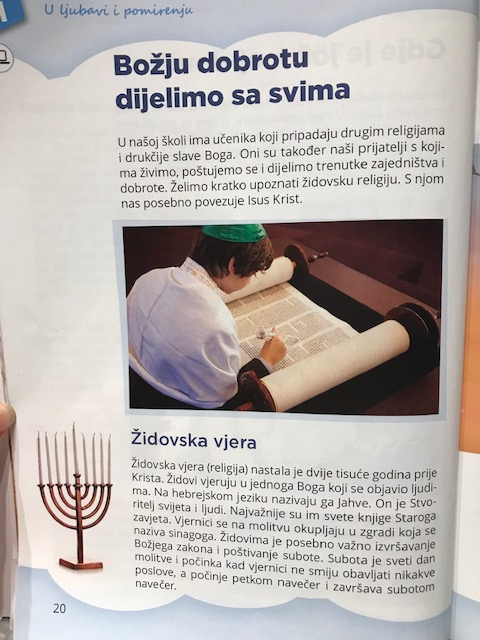 U ljubavi i pomirenju
Božju dobrotu
dijelimo sa svima
U našoj školi ima učenika koji pripadaju drugim religijama
i drukčije slave Boga. Oni su također naši prijatelji s koji-
ma živimo, poštujemo se i dijelimo trenutke zajedništva i
dobrote. Želimo kratko upoznati židovsku religiju. S njom
nas posebno povezuje Isus Krist.
Židovska vjera
Židovska vjera (religija) nastala je dvije tisuće godina prije
Krista. Židovi vjeruju u jednoga Boga koji se objavio ljudi-
ma. Na hebrejskom jeziku nazivaju ga Jahve. On je Stvo-
ritelj svijeta i ljudi. Najvažnije su im svete knjige Staroga
zavjeta. Vjernici se na molitvu okupljaju u zgradi koja se
naziva sinagoga. Židovima je posebno važno izvršavanje
Božjega zakona i poštivanje subote. Subota je sveti dan
molitve i počinka kad vjernici ne smiju obavljati nikakve
poslove, a počinje petkom navečer i završava subotom
navečer.
20